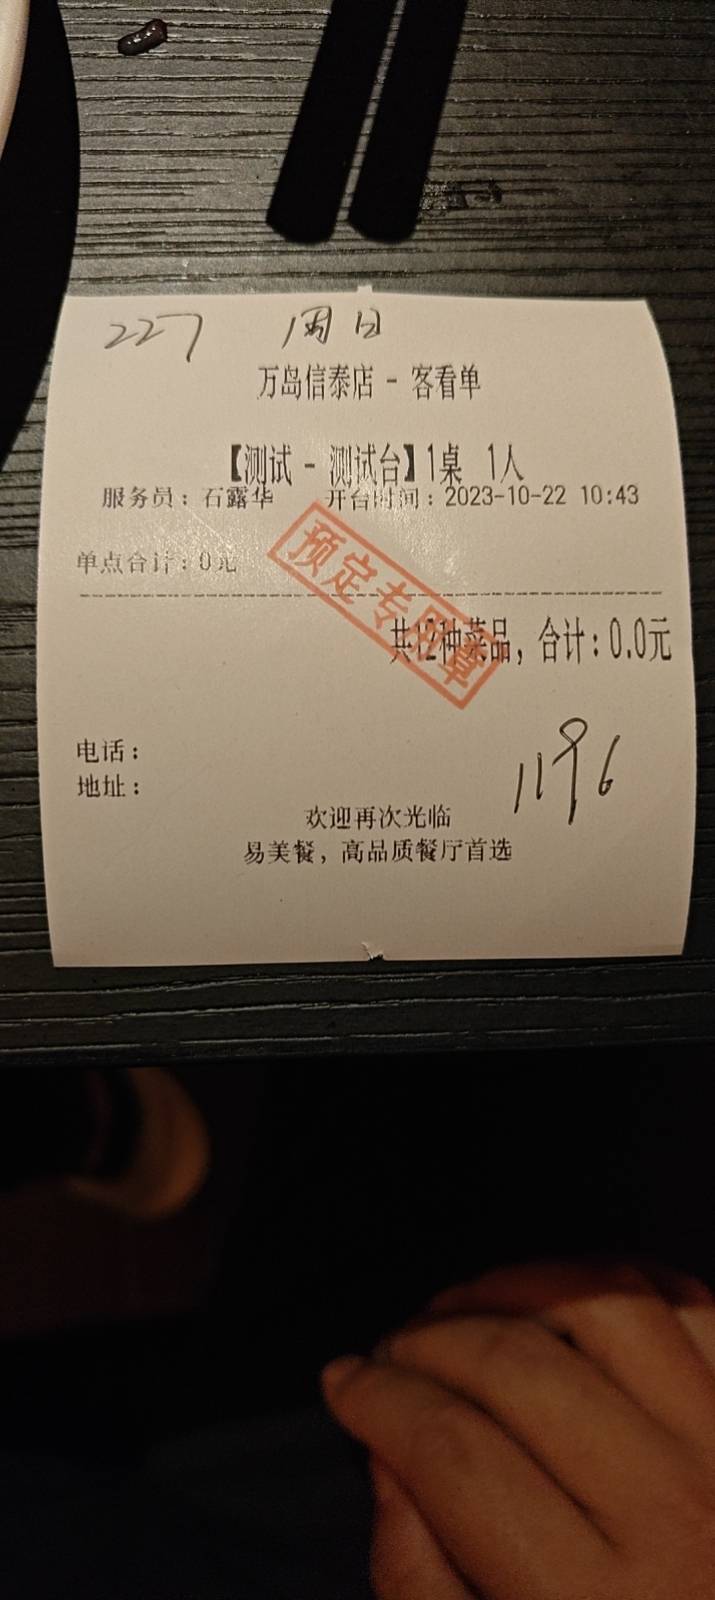 227 周日
万岛信泰店 - 客看单
【测试 - 测试台】1桌 1人
服务员：石露华 开台时间：2023-10-22 10:43
单点合计：0元
预定专用章
共12种菜品，合计：0.0元
电话：
地址：
1196
欢迎再次光临
易美餐，高品质餐厅首选